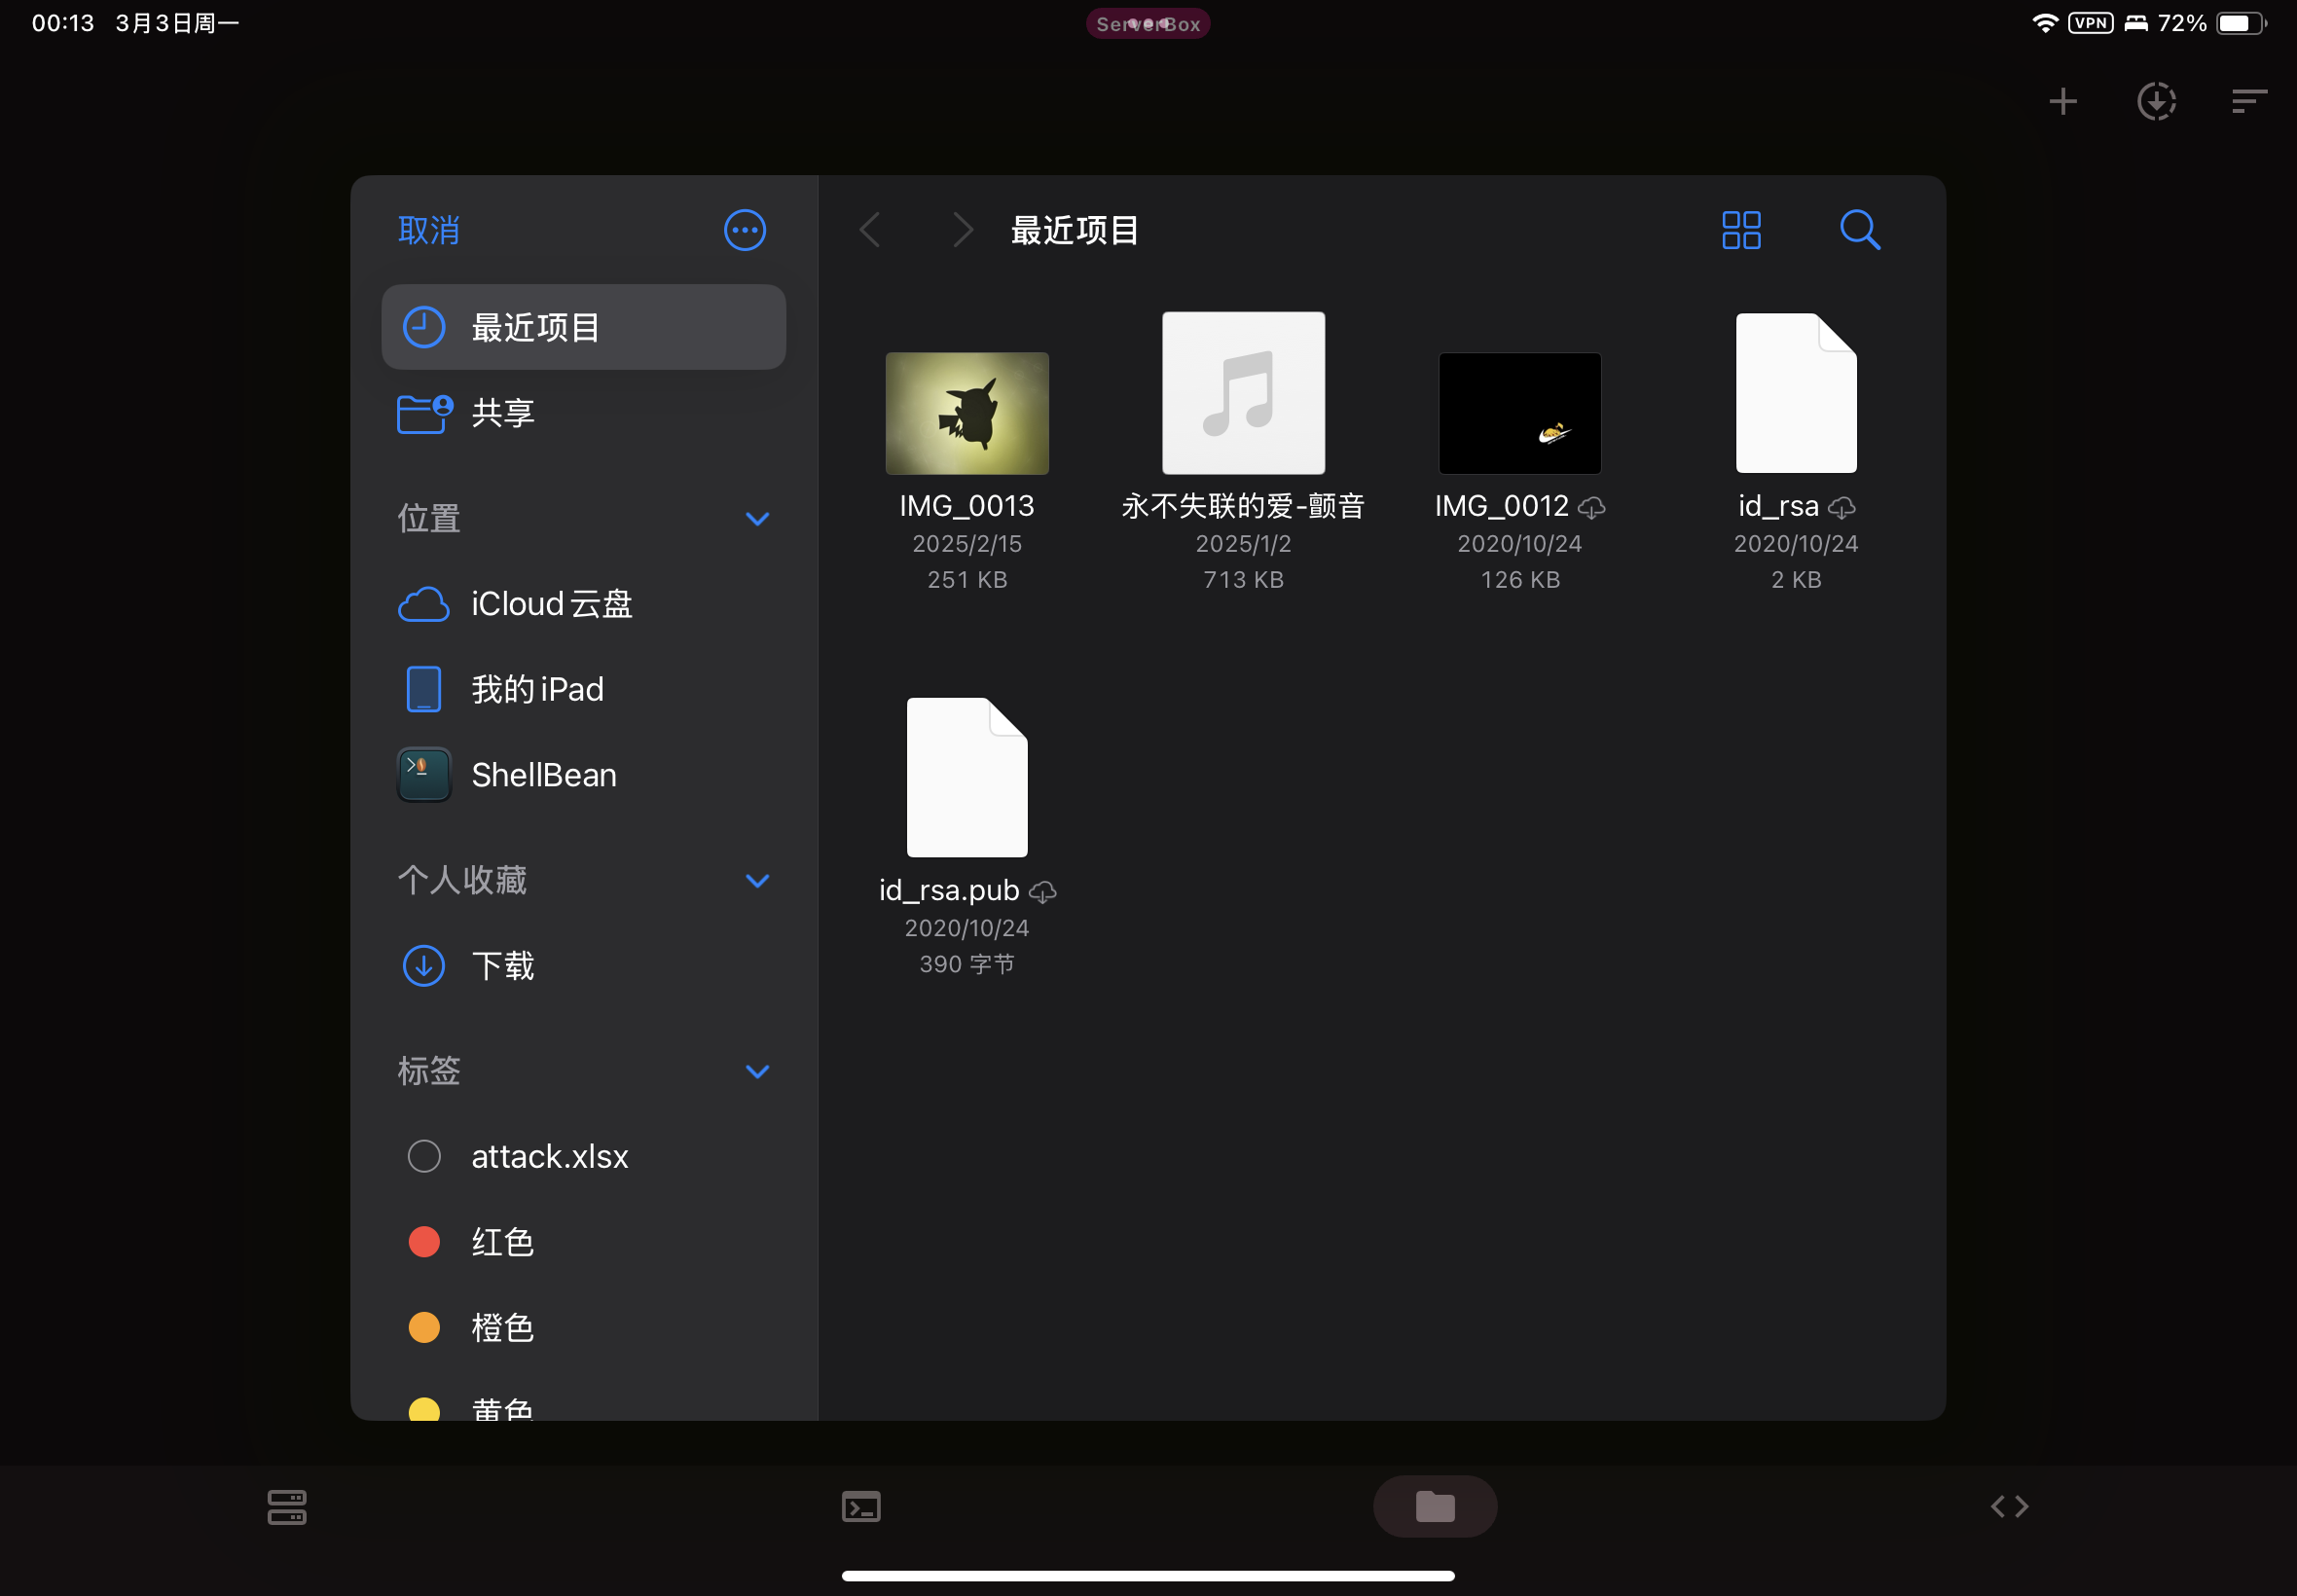 00:13 3月3日周一
ServerBox
VPN 72%
取消
最近项目
共享
位置
iCloud 云盘
我的 iPad
ShellBean
个人收藏
下载
标签
attack.xlsx
红色
橙色
黄色
最近项目
IMG_0013
2025/2/15
251 KB
永不失联的爱-颤音
2025/1/2
713 KB
IMG_0012
2020/10/24
126 KB
id_rsa
2020/10/24
2 KB
id_rsa.pub
2020/10/24
390 字节